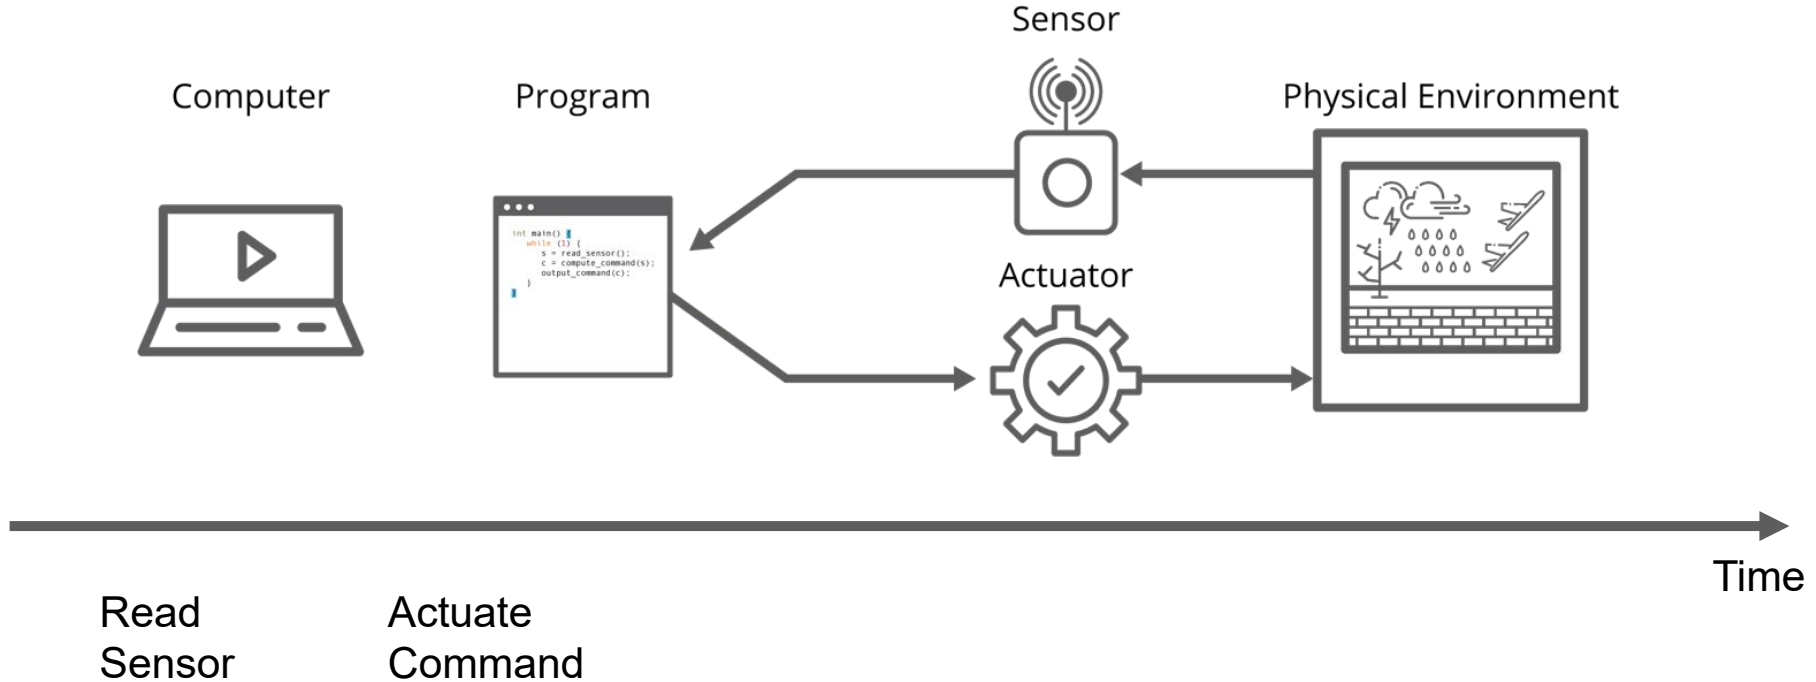 Sensor
Computer
Program
Physical Environment
int main() {
while (1) {
s = read_sensor();
c = compute_command(s);
output_command(c);
}
}
Actuator
Time
Read
Sensor
Actuate
Command